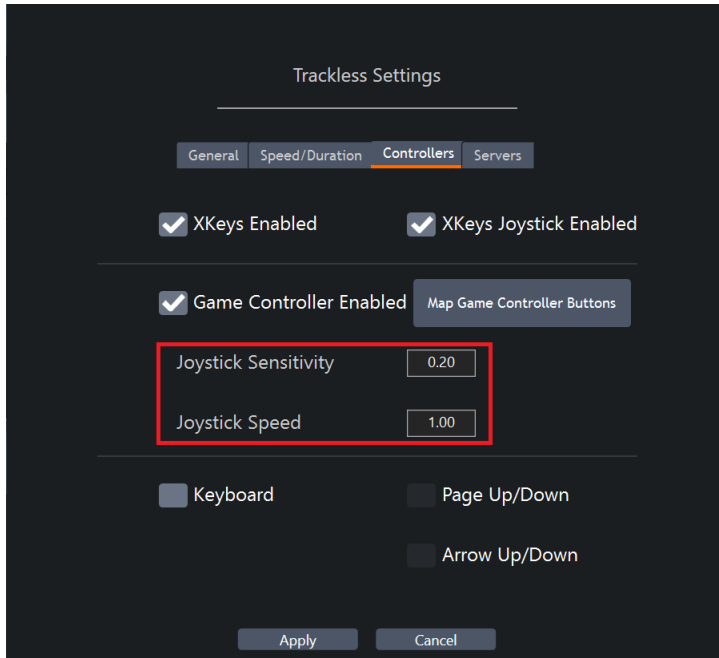 Trackless Settings
General Speed/Duration Controllers Servers
XKeys Enabled XKeys Joystick Enabled
Game Controller Enabled Map Game Controller Buttons
Joystick Sensitivity 0.20
Joystick Speed 1.00
Keyboard Page Up/Down
Arrow Up/Down
Apply Cancel